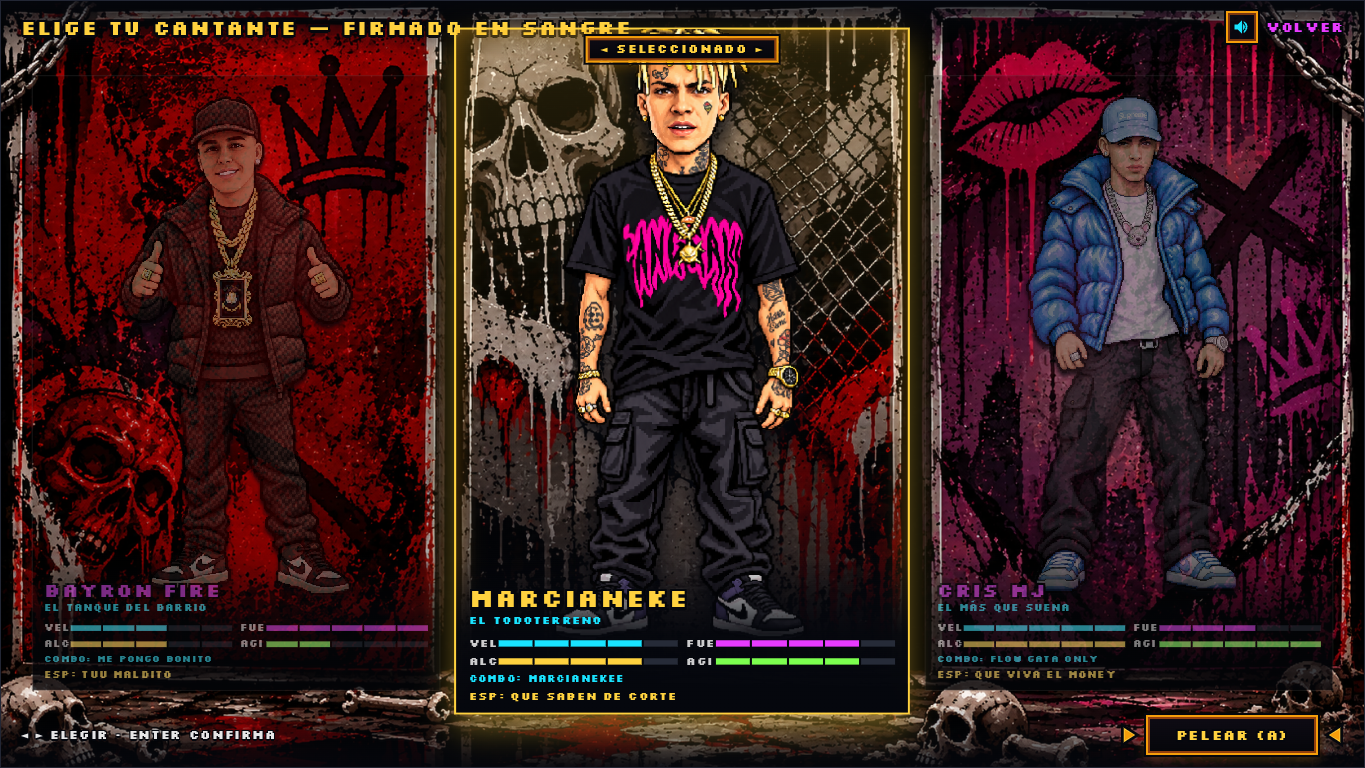 ELIGE TU CANTANTE — FIRMADO EN SANGRE
◄ SELECCIONADO ►
VOLVER
BAYRON FIRE
EL TANQUE DEL BARRIO
VEL FUE
ALC AGI
COMBO: ME PONGO BONITO
ESP: TUU MALDITO
MARCIANEKE
EL TODOTERRENO
VEL FUE
ALC AGI
COMBO: MARCIANEKEE
ESP: QUE SABEN DE CORTE
CRIS MJ
EL MÁS QUE SUENA
VEL FUE
ALC AGI
COMBO: FLOW GATA ONLY
ESP: QUE VIVA EL MONEY
◄ ► ELEGIR · ENTER CONFIRMA
PELEAR (A)